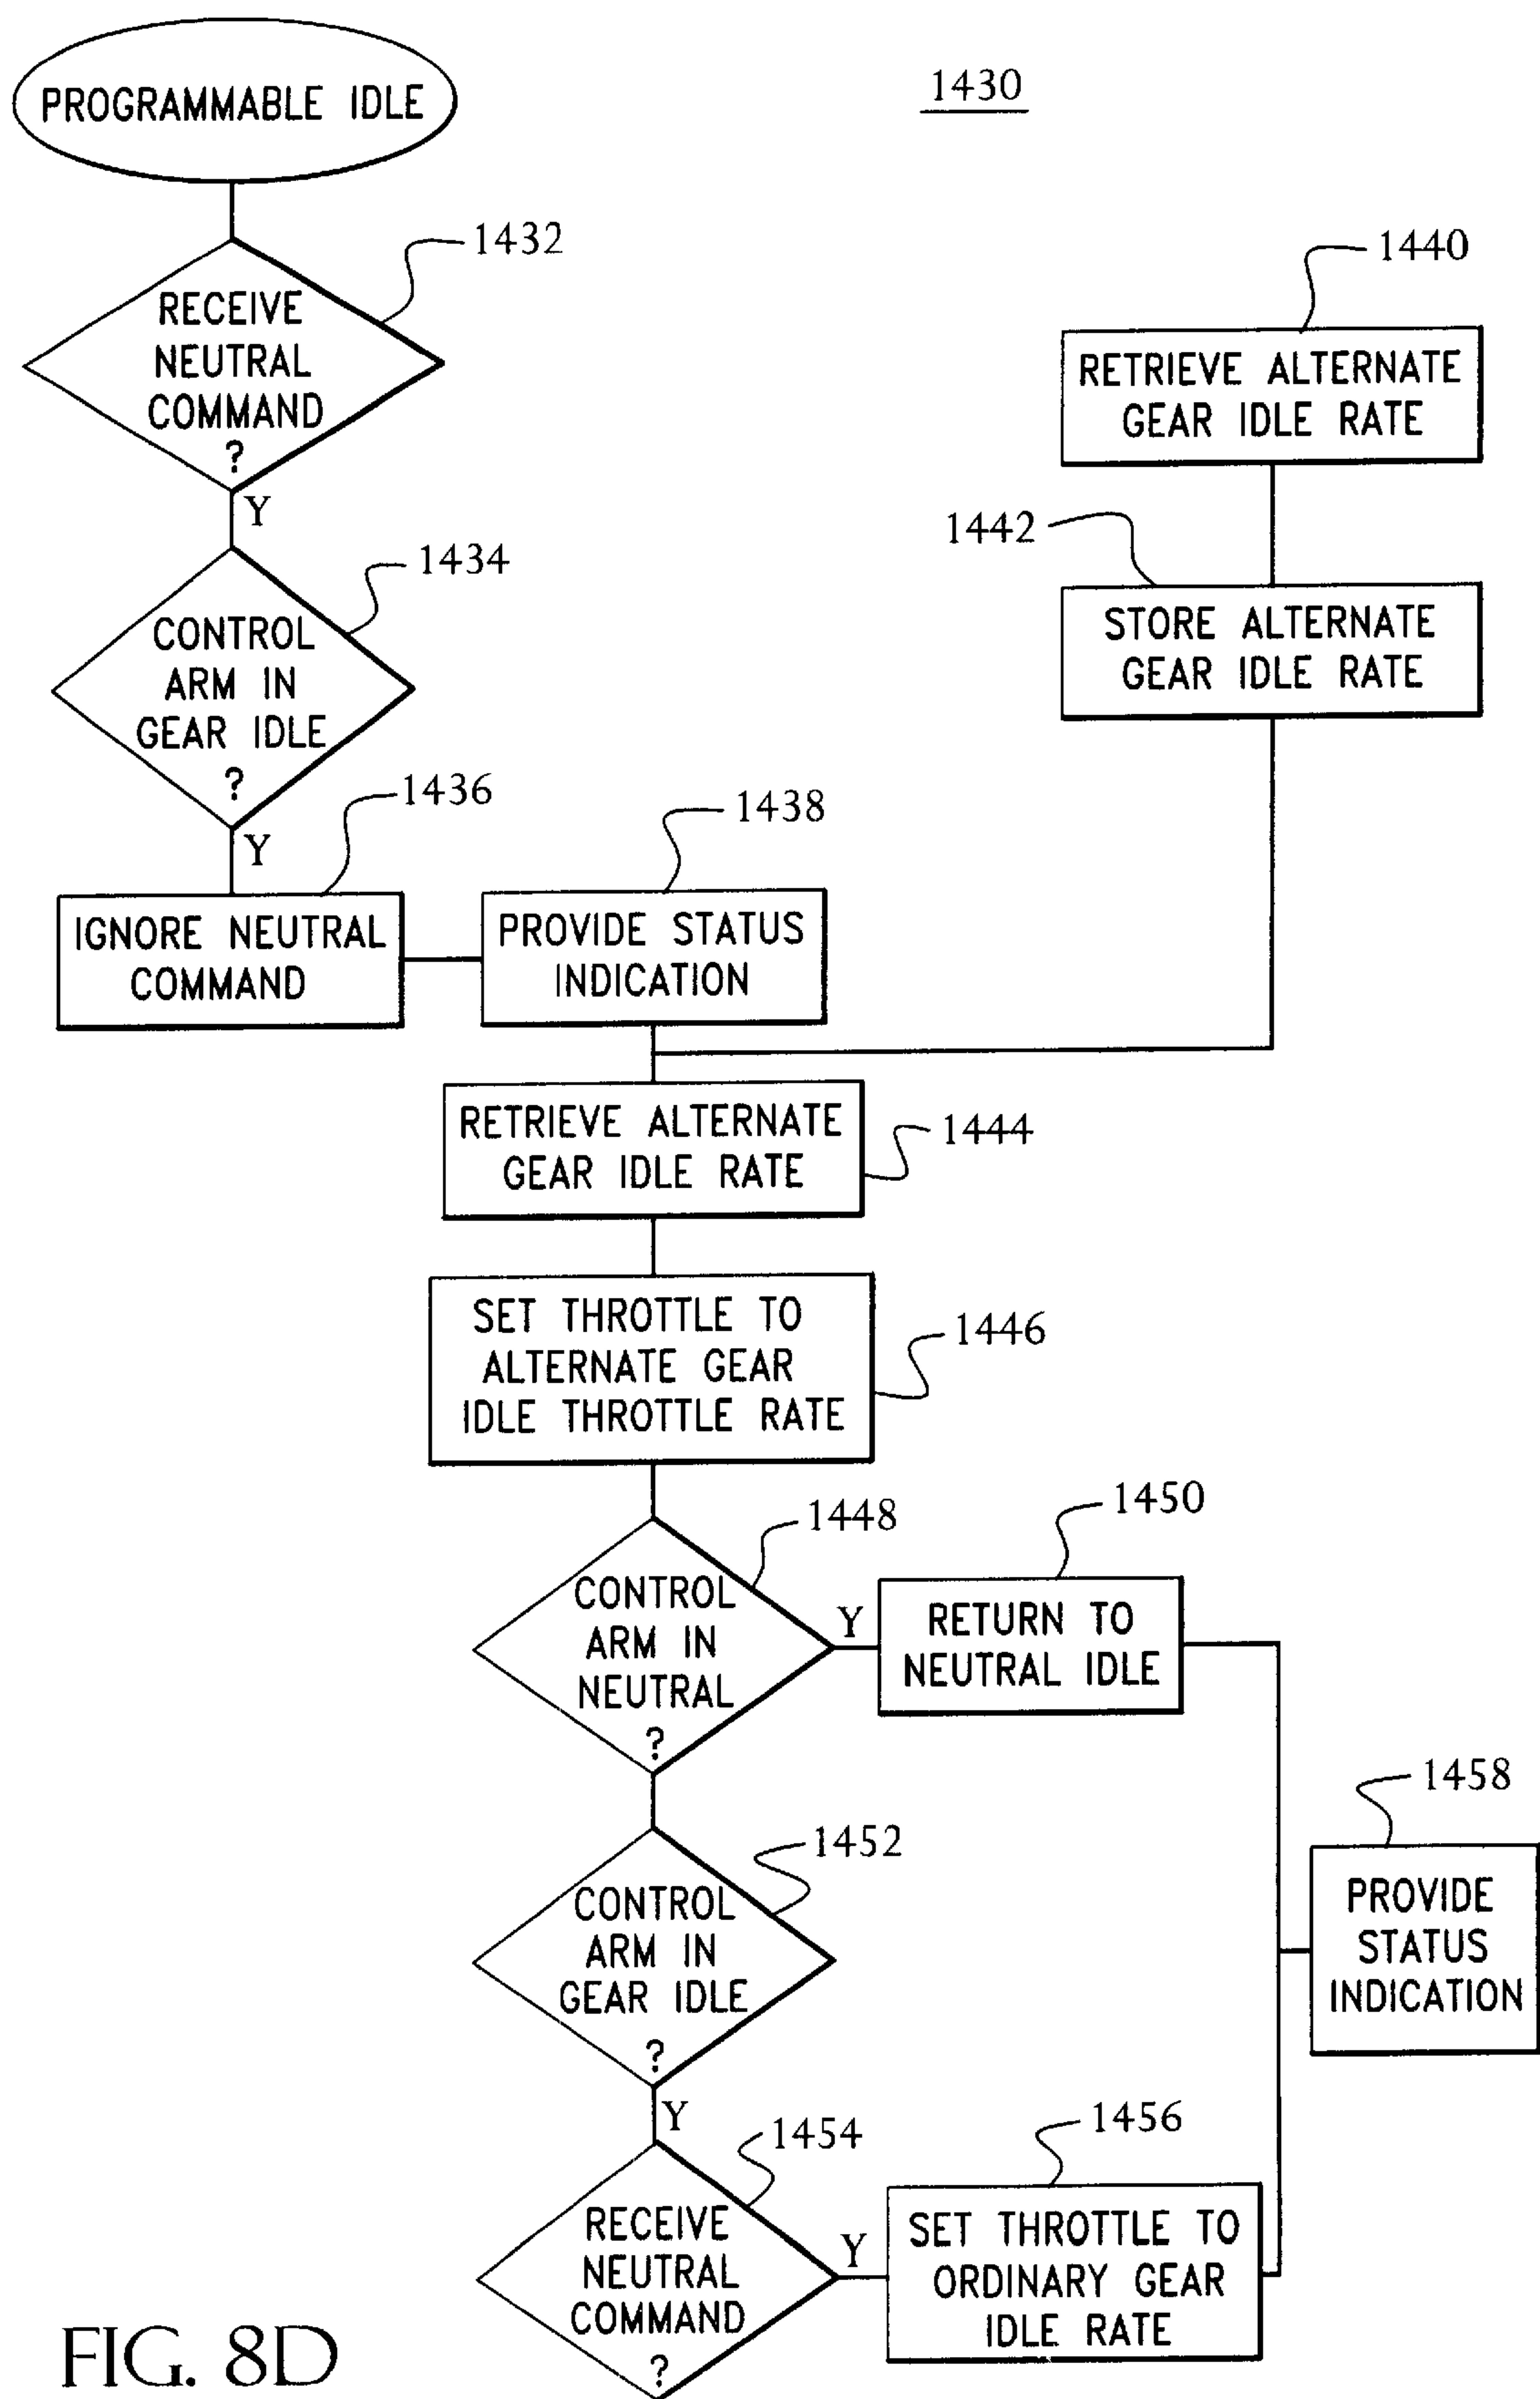 PROGRAMMABLE IDLE
1430
1432
RECEIVE
NEUTRAL
COMMAND
?
Y
1434
CONTROL
ARM IN
GEAR IDLE
?
Y
1436
IGNORE NEUTRAL
COMMAND
1438
PROVIDE STATUS
INDICATION
1440
RETRIEVE ALTERNATE
GEAR IDLE RATE
1442
STORE ALTERNATE
GEAR IDLE RATE
RETRIEVE ALTERNATE
GEAR IDLE RATE
1444
SET THROTTLE TO
ALTERNATE GEAR
IDLE THROTTLE RATE
1446
1448
CONTROL
ARM IN
NEUTRAL
?
Y
1450
RETURN TO
NEUTRAL IDLE
1452
CONTROL
ARM IN
GEAR IDLE
?
Y
1458
PROVIDE
STATUS
INDICATION
1454
RECEIVE
NEUTRAL
COMMAND
?
Y
1456
SET THROTTLE TO
ORDINARY GEAR
IDLE RATE
FIG. 8D